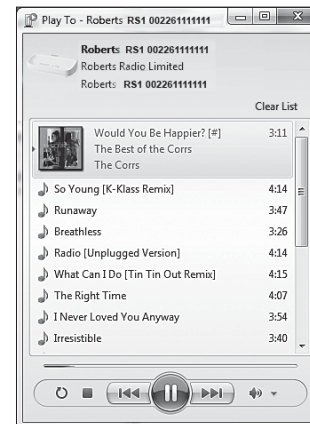 Play To - Roberts RS1 002261111111
Roberts RS1 002261111111
Roberts Radio Limited
Roberts RS1 002261111111
Clear List
Would You Be Happier? [#] 3:11
The Best of the Corrs
The Corrs
So Young [K-Klass Remix] 4:14
Runaway 3:47
Breathless 3:26
Radio [Unplugged Version] 4:14
What Can I Do [Tin Tin Out Remix] 4:15
The Right Time 4:07
I Never Loved You Anyway 3:54
Irresistible 3:40